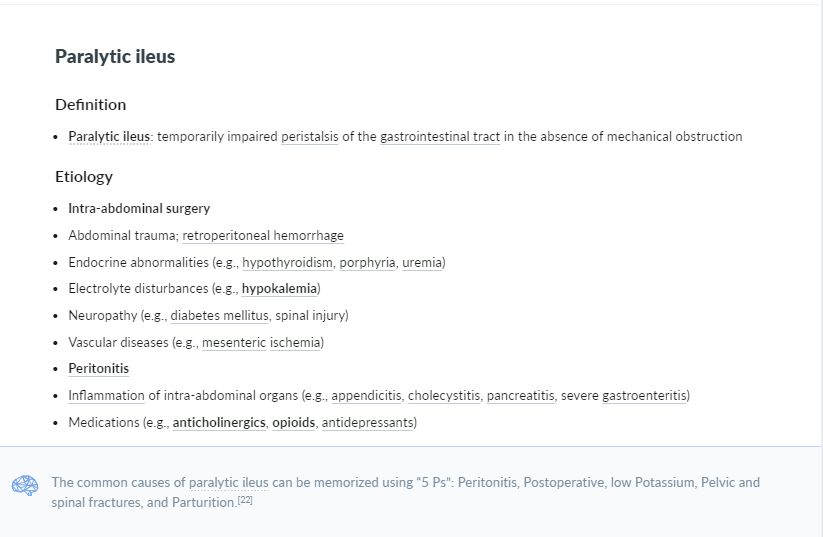 Paralytic ileus
Definition
• Paralytic ileus: temporarily impaired peristalsis of the gastrointestinal tract in the absence of mechanical obstruction
Etiology
• Intra-abdominal surgery
• Abdominal trauma; retroperitoneal hemorrhage
• Endocrine abnormalities (e.g., hypothyroidism, porphyria, uremia)
• Electrolyte disturbances (e.g., hypokalemia)
• Neuropathy (e.g., diabetes mellitus, spinal injury)
• Vascular diseases (e.g., mesenteric ischemia)
• Peritonitis
• Inflammation of intra-abdominal organs (e.g., appendicitis, cholecystitis, pancreatitis, severe gastroenteritis)
• Medications (e.g., anticholinergics, opioids, antidepressants)
The common causes of paralytic ileus can be memorized using "5 Ps": Peritonitis, Postoperative, low Potassium, Pelvic and
spinal fractures, and Parturition.[22]